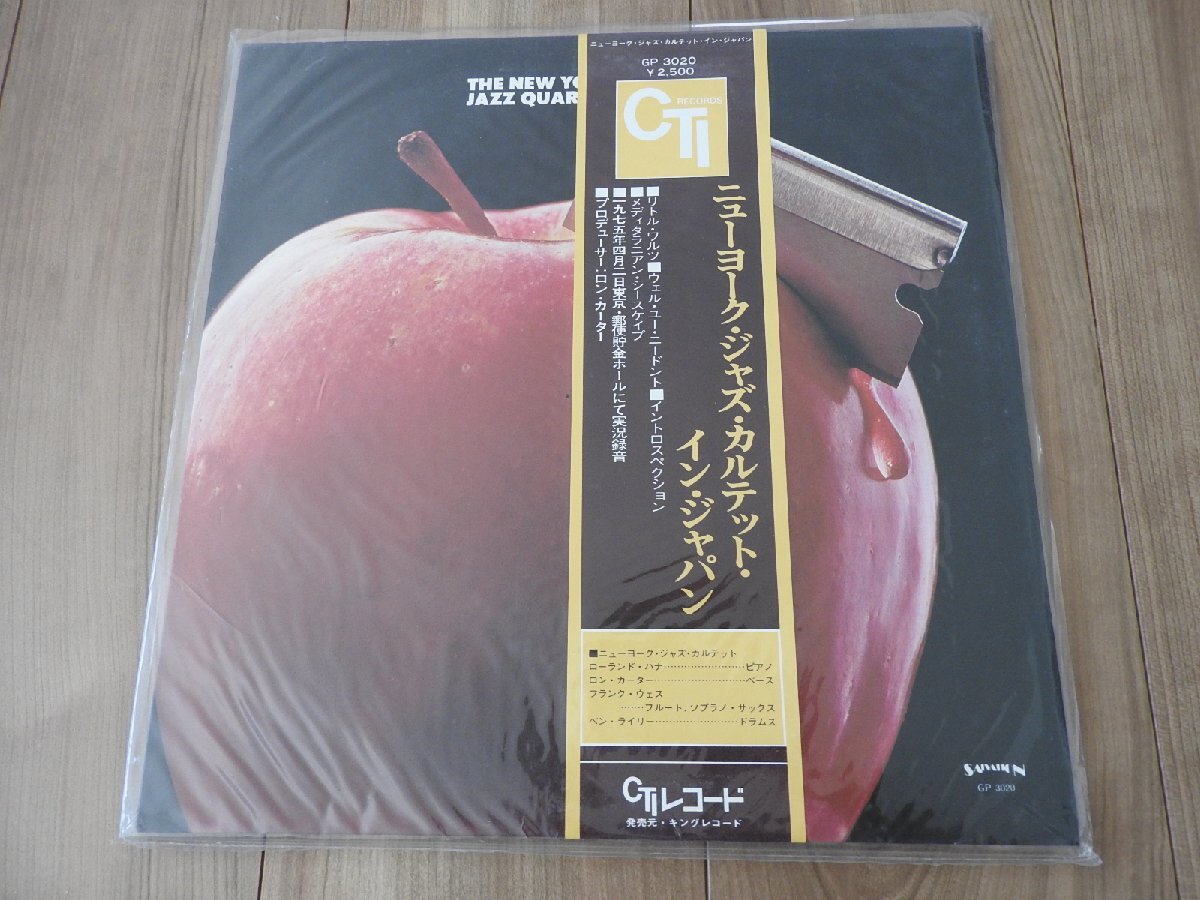 THE NEW YO
JAZZ QUAR
ニューヨーク・ジャズ・カルテット・イン・ジャパン
GP 3020
¥2,500
CTI
RECORDS
ニューヨーク・ジャズ・カルテット・
イン・ジャパン
■リトル・ワルツ■ウェル・ユー・ニードント■イントロスペクション
■メディタラニアン・シースケイプ
■一九七五年四月二日東京・郵便貯金ホールにて実況録音
■プロデューサー:ロン・カーター
■ニューヨーク・ジャズ・カルテット
ローランド・ハナ……………………ピアノ
ロン・カーター………………………ベース
フランク・ウェス
……フルート、ソプラノ・サックス
ベン・ライリー……………………ドラムス
CTIレコード
発売元・キングレコード
SALVATION
GP 3020